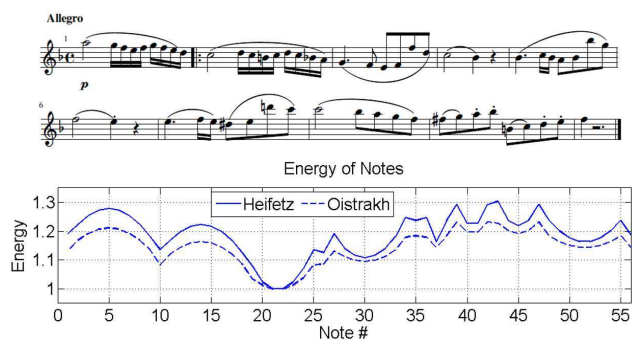 Allegro
1
p
6
Energy of Notes
Heifetz Oistrakh
1.3
1.2
1.1
1
Energy
0 5 10 15 20 25 30 35 40 45 50 55
Note #